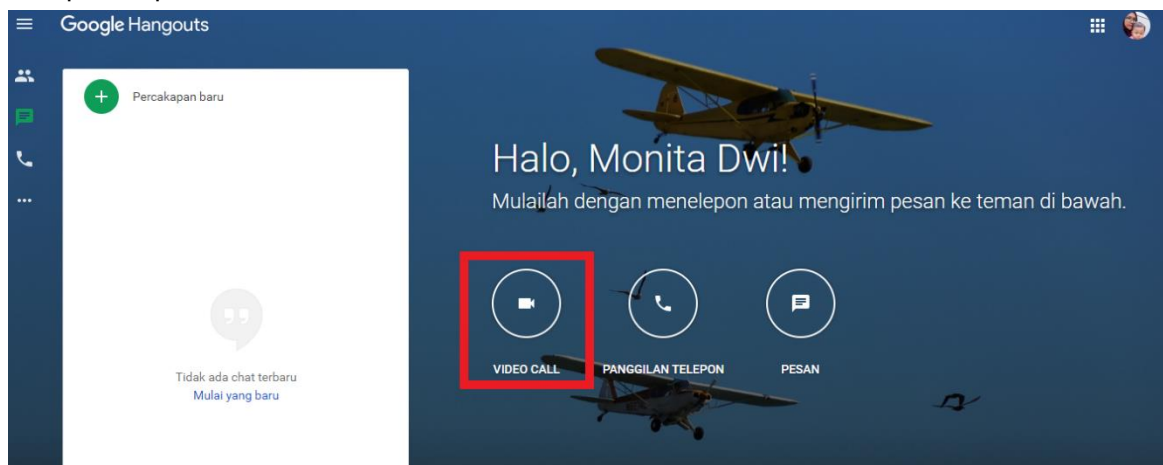 Google Hangouts
Percakapan baru
Halo, Monita Dwi!
Mulailah dengan menelepon atau mengirim pesan ke teman di bawah.
VIDEO CALL
PANGGILAN TELEPON
PESAN
Tidak ada chat terbaru
Mulai yang baru